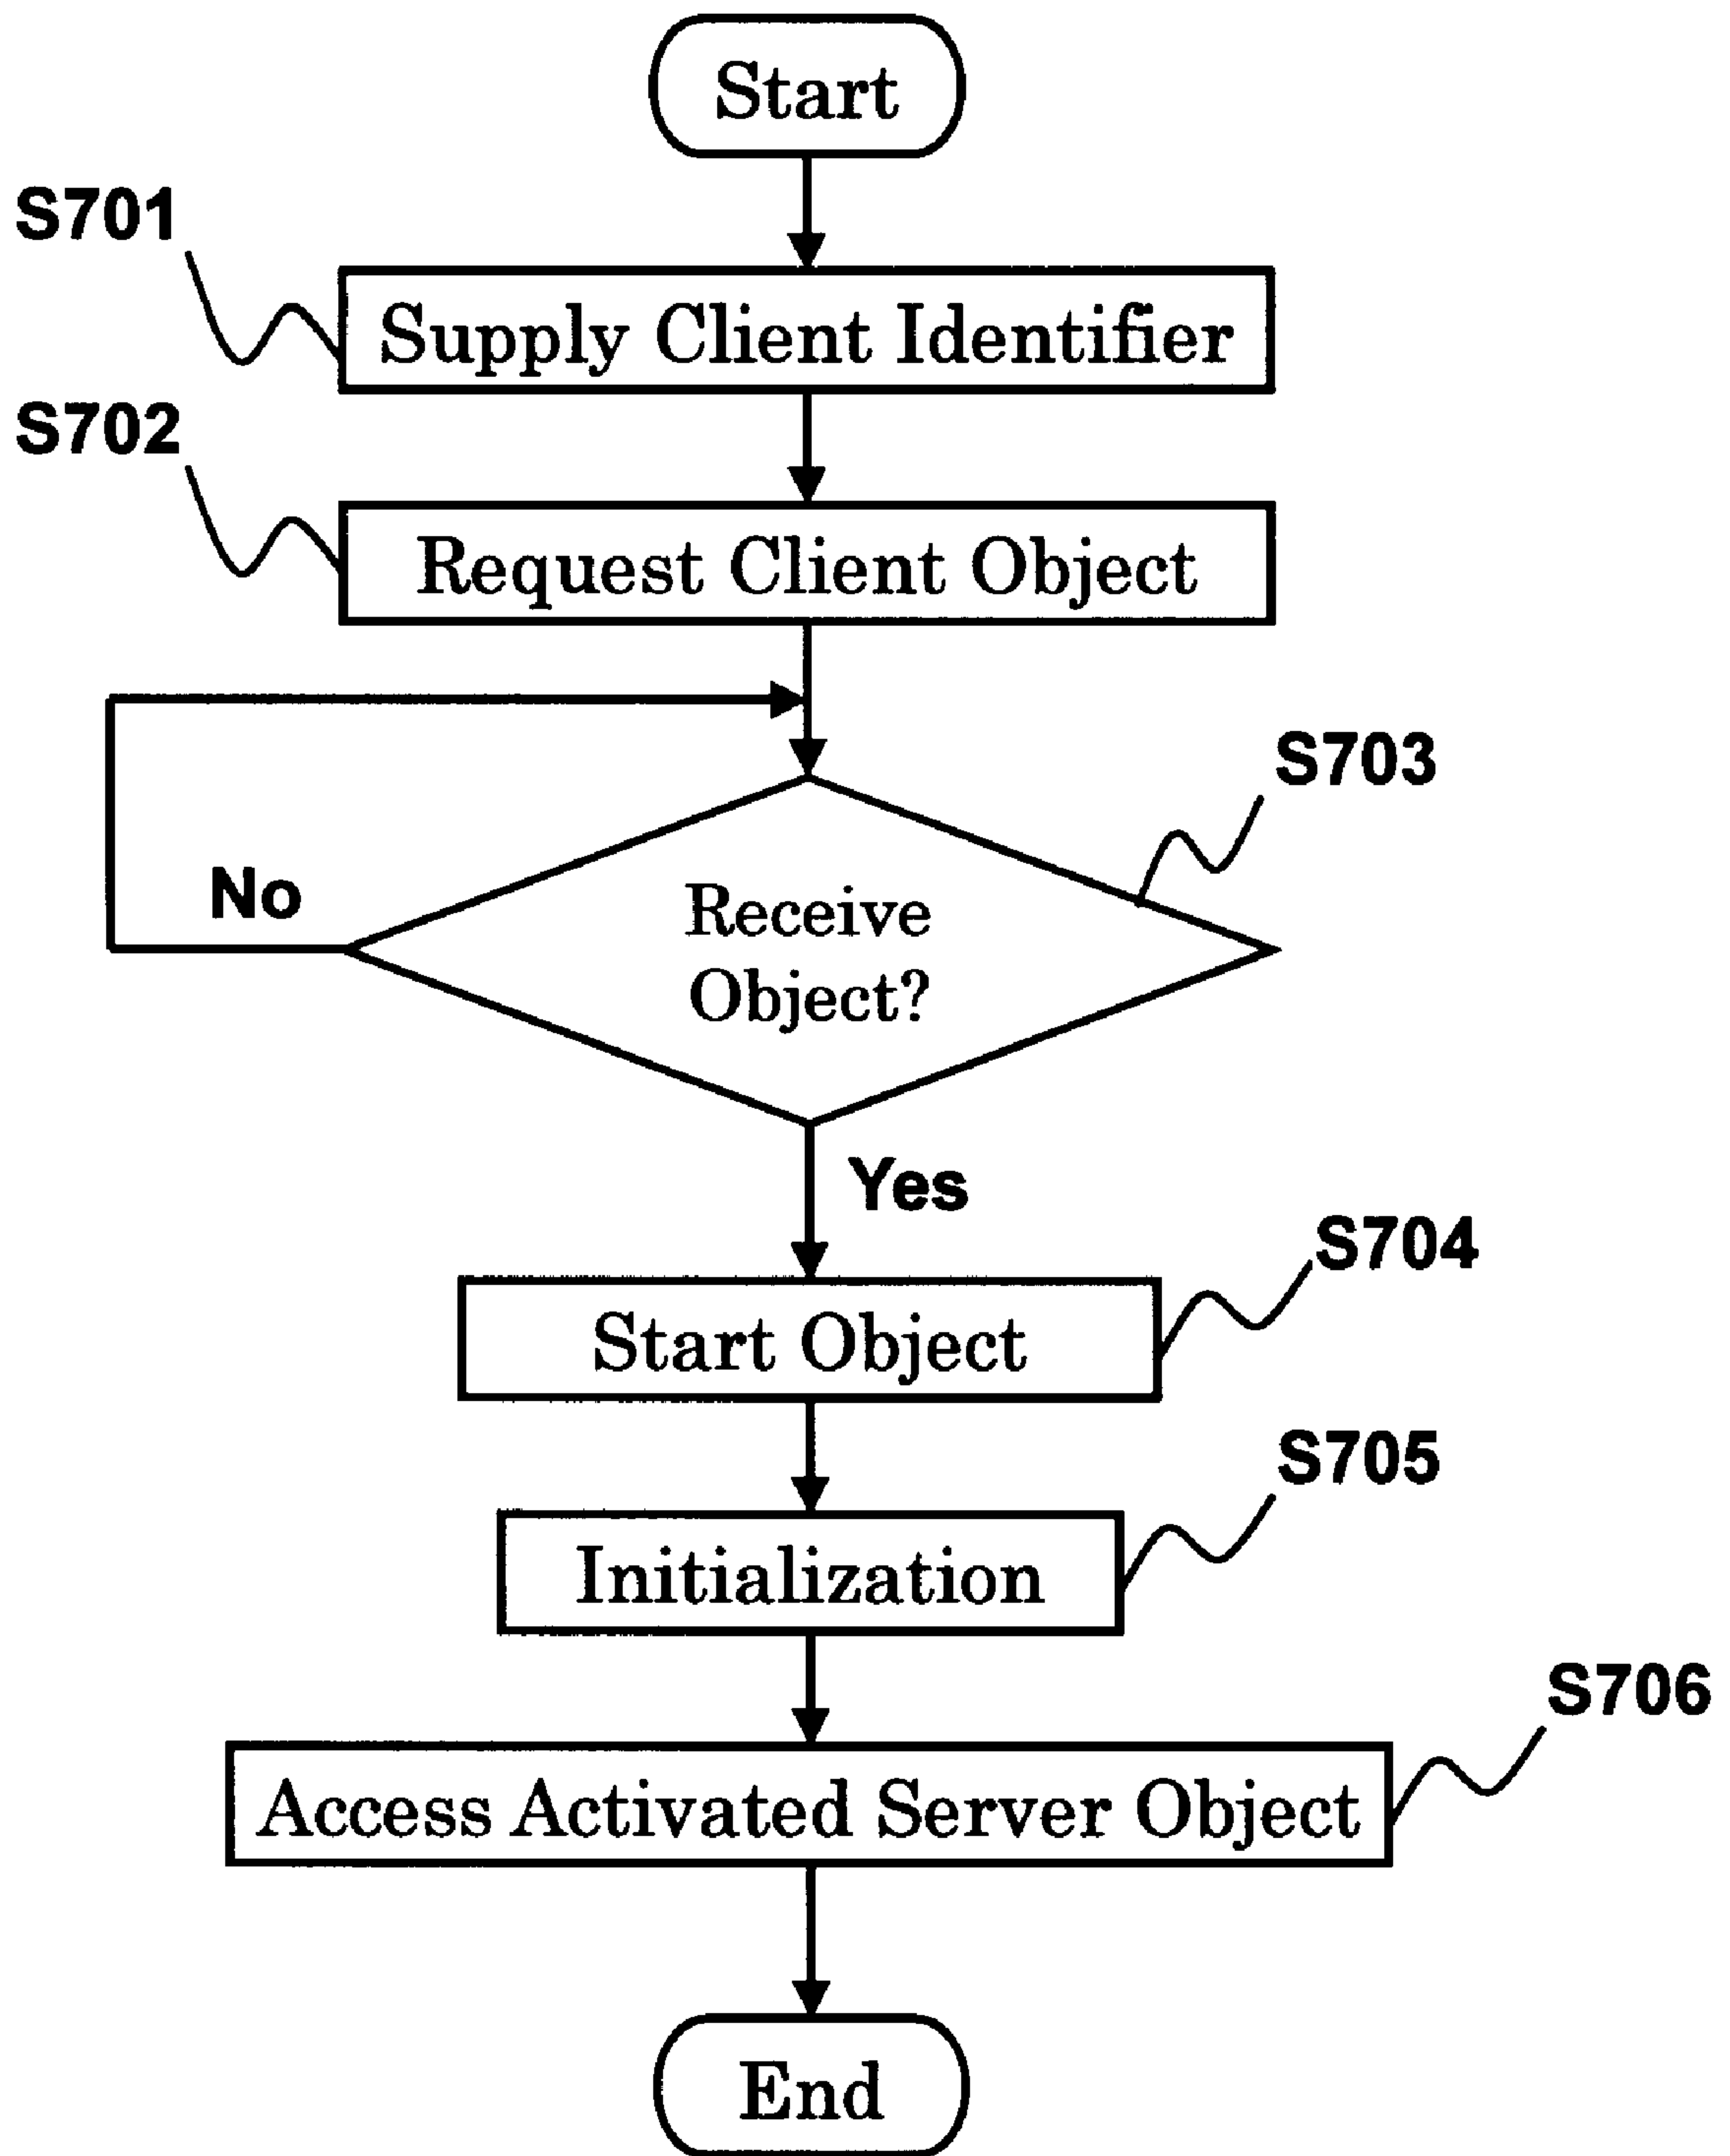 Start
S701
Supply Client Identifier
S702
Request Client Object
S703
No
Receive
Object?
Yes
S704
Start Object
S705
Initialization
S706
Access Activated Server Object
End